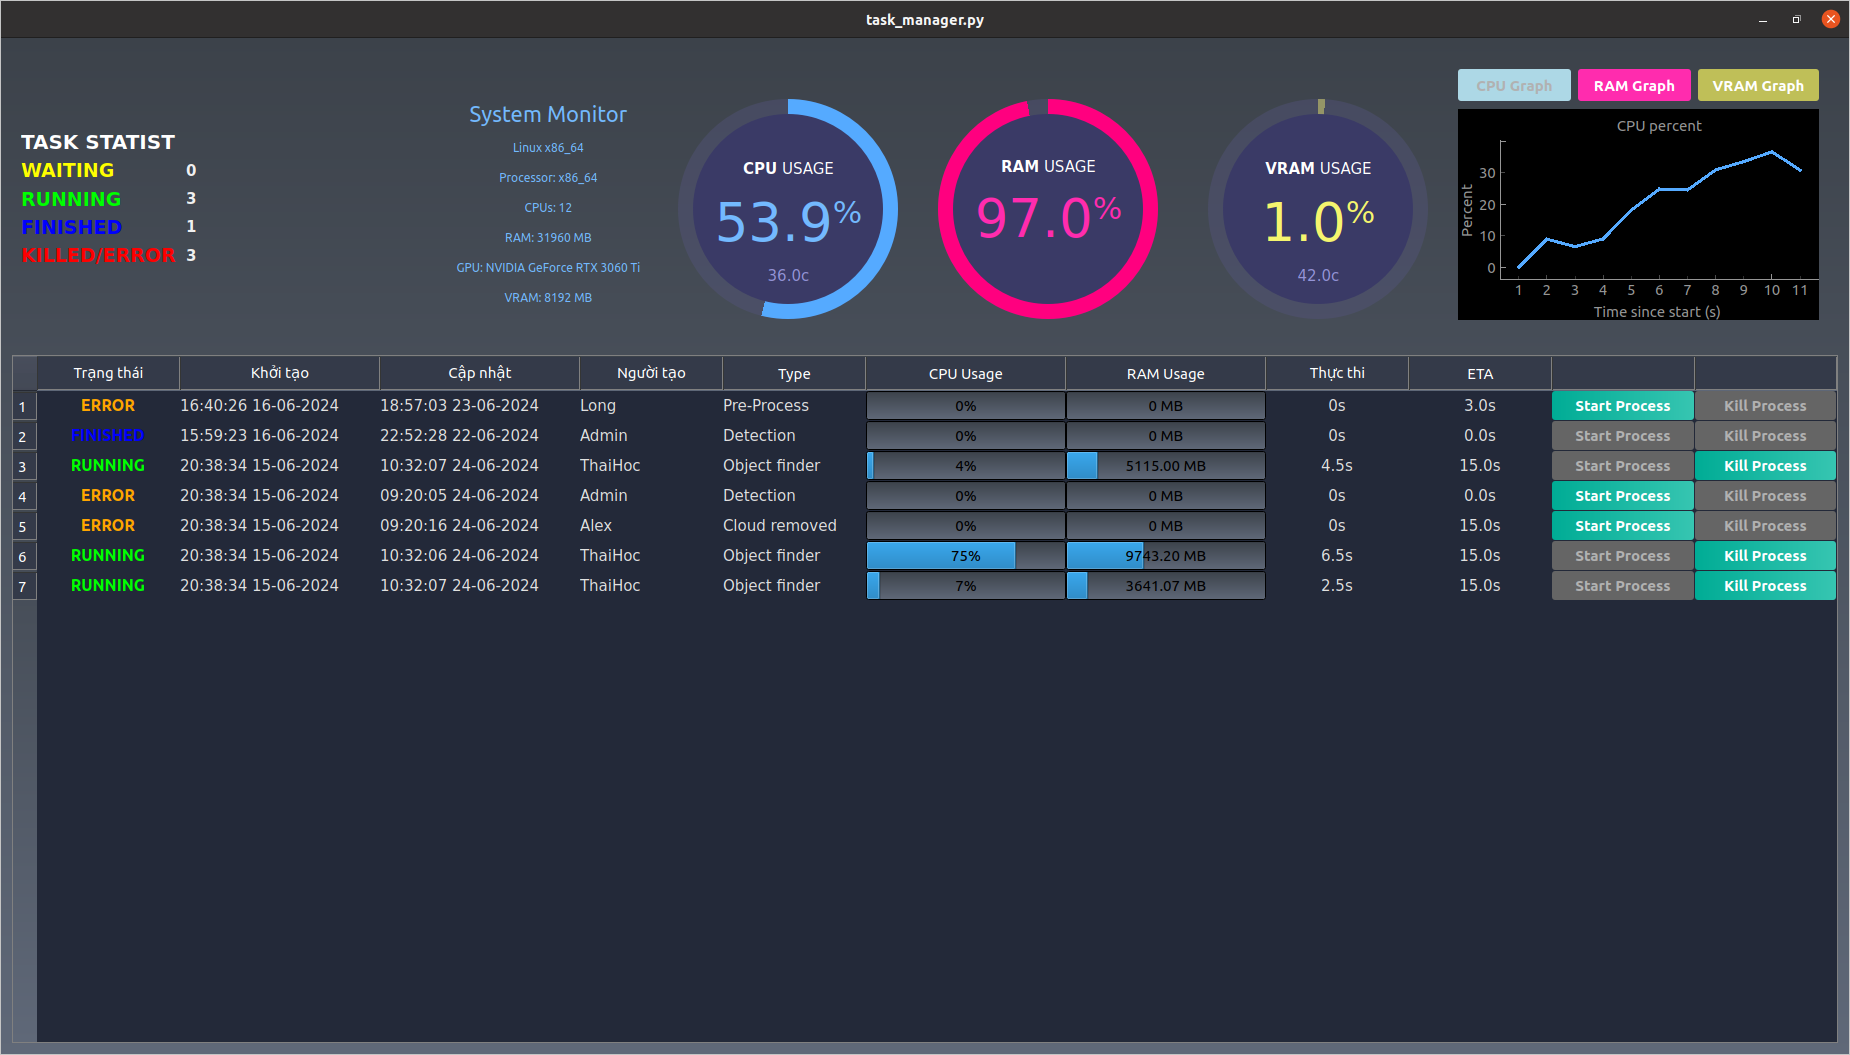 task_manager.py
TASK STATIST
WAITING 0
RUNNING 3
FINISHED 1
KILLED/ERROR 3
System Monitor
Linux x86_64
Processor: x86_64
CPUs: 12
RAM: 31960 MB
GPU: NVIDIA GeForce RTX 3060 Ti
VRAM: 8192 MB
CPU USAGE
53.9%
36.0c
RAM USAGE
97.0%
VRAM USAGE
1.0%
42.0c
CPU Graph RAM Graph VRAM Graph
CPU percent
Percent
30
20
10
0
1 2 3 4 5 6 7 8 9 10 11
Time since start (s)
Trạng thái Khởi tạo Cập nhật Người tạo Type CPU Usage RAM Usage Thực thi ETA
1 ERROR 16:40:26 16-06-2024 18:57:03 23-06-2024 Long Pre-Process 0% 0 MB 0s 3.0s Start Process Kill Process
2 FINISHED 15:59:23 16-06-2024 22:52:28 22-06-2024 Admin Detection 0% 0 MB 0s 0.0s Start Process Kill Process
3 RUNNING 20:38:34 15-06-2024 10:32:07 24-06-2024 ThaiHoc Object finder 4% 5115.00 MB 4.5s 15.0s Start Process Kill Process
4 ERROR 20:38:34 15-06-2024 09:20:05 24-06-2024 Admin Detection 0% 0 MB 0s 0.0s Start Process Kill Process
5 ERROR 20:38:34 15-06-2024 09:20:16 24-06-2024 Alex Cloud removed 0% 0 MB 0s 15.0s Start Process Kill Process
6 RUNNING 20:38:34 15-06-2024 10:32:06 24-06-2024 ThaiHoc Object finder 75% 9743.20 MB 6.5s 15.0s Start Process Kill Process
7 RUNNING 20:38:34 15-06-2024 10:32:07 24-06-2024 ThaiHoc Object finder 7% 3641.07 MB 2.5s 15.0s Start Process Kill Process